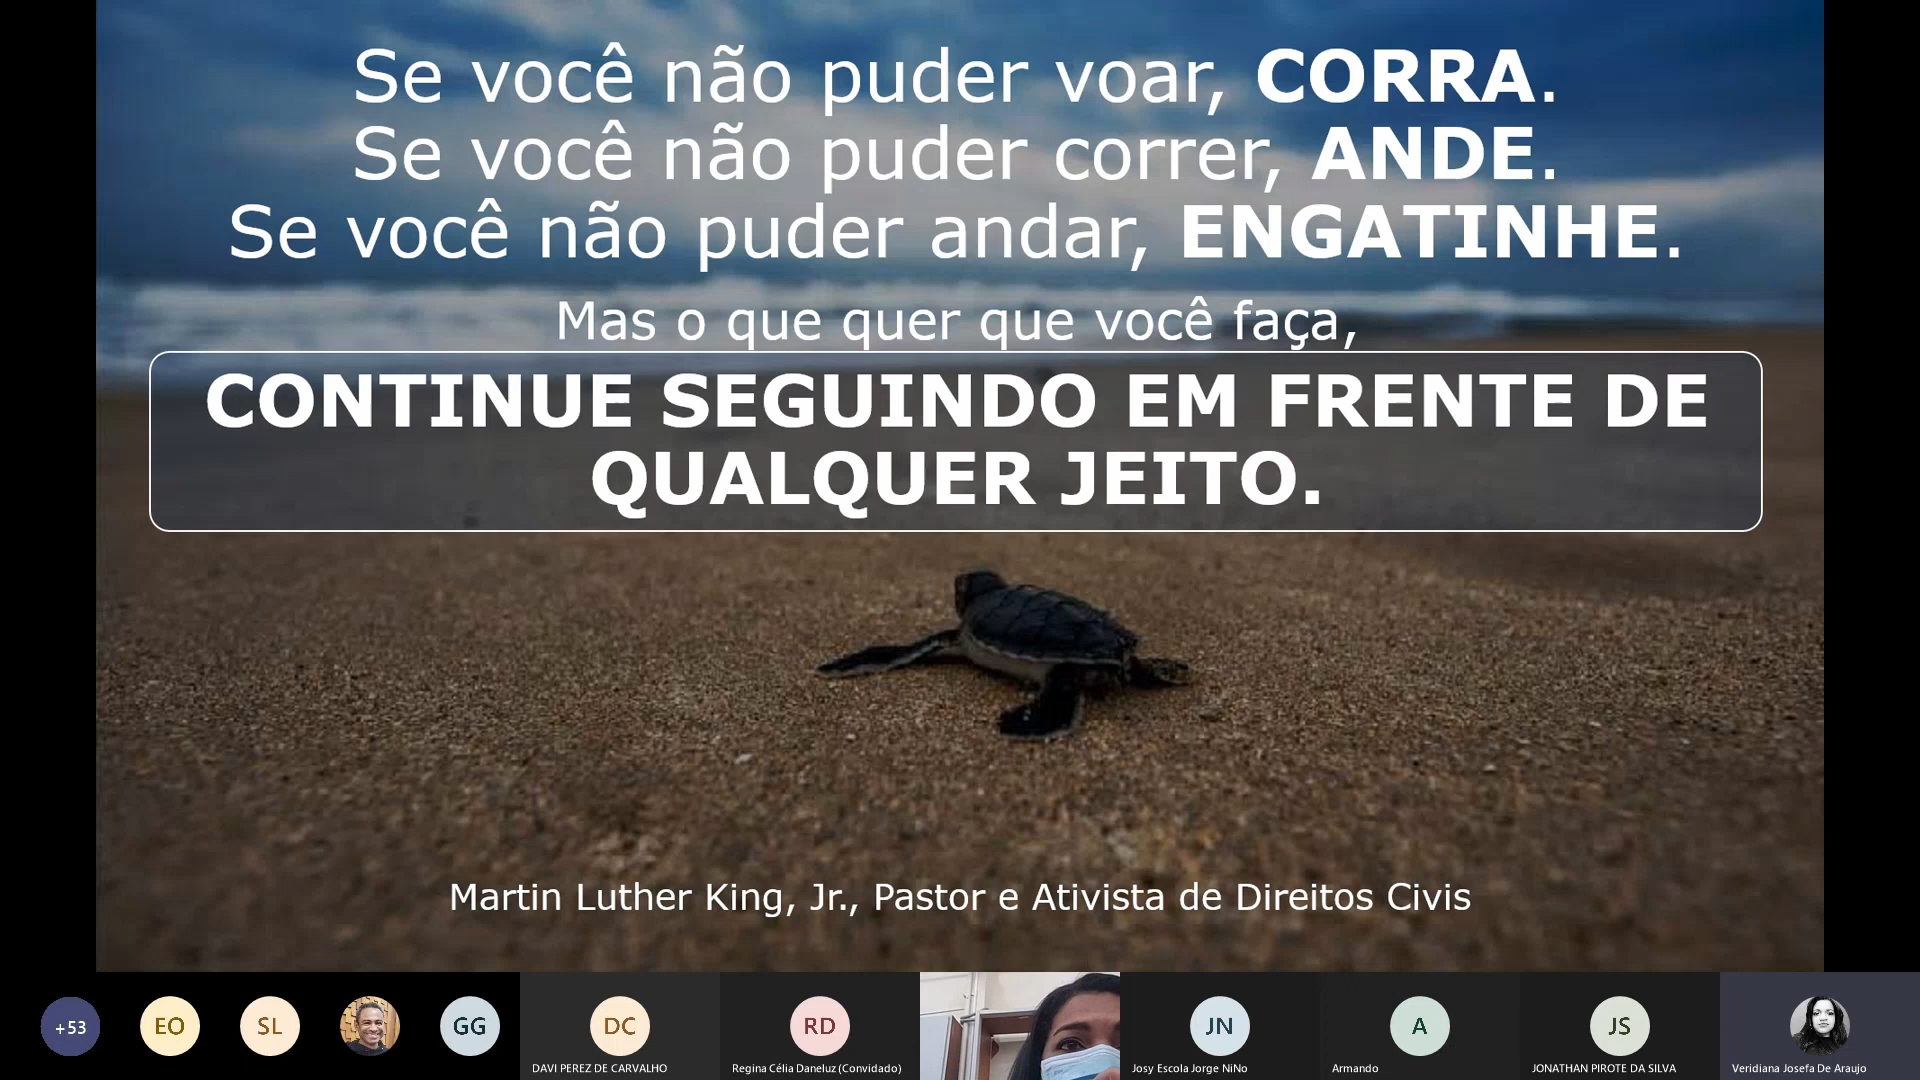 Se você não puder voar, CORRA.
Se você não puder correr, ANDE.
Se você não puder andar, ENGATINHE.
Mas o que quer que você faça,
CONTINUE SEGUINDO EM FRENTE DE
QUALQUER JEITO.
Martin Luther King, Jr., Pastor e Ativista de Direitos Civis
+53
EO
SL
GG
DC
RD
JN
A
JS
DAVI PEREZ DE CARVALHO
Regina Célia Daneluz (Convidado)
Josy Escola Jorge NiNo
Armando
JONATHAN PIROTE DA SILVA
Veridiana Josefa De Araujo